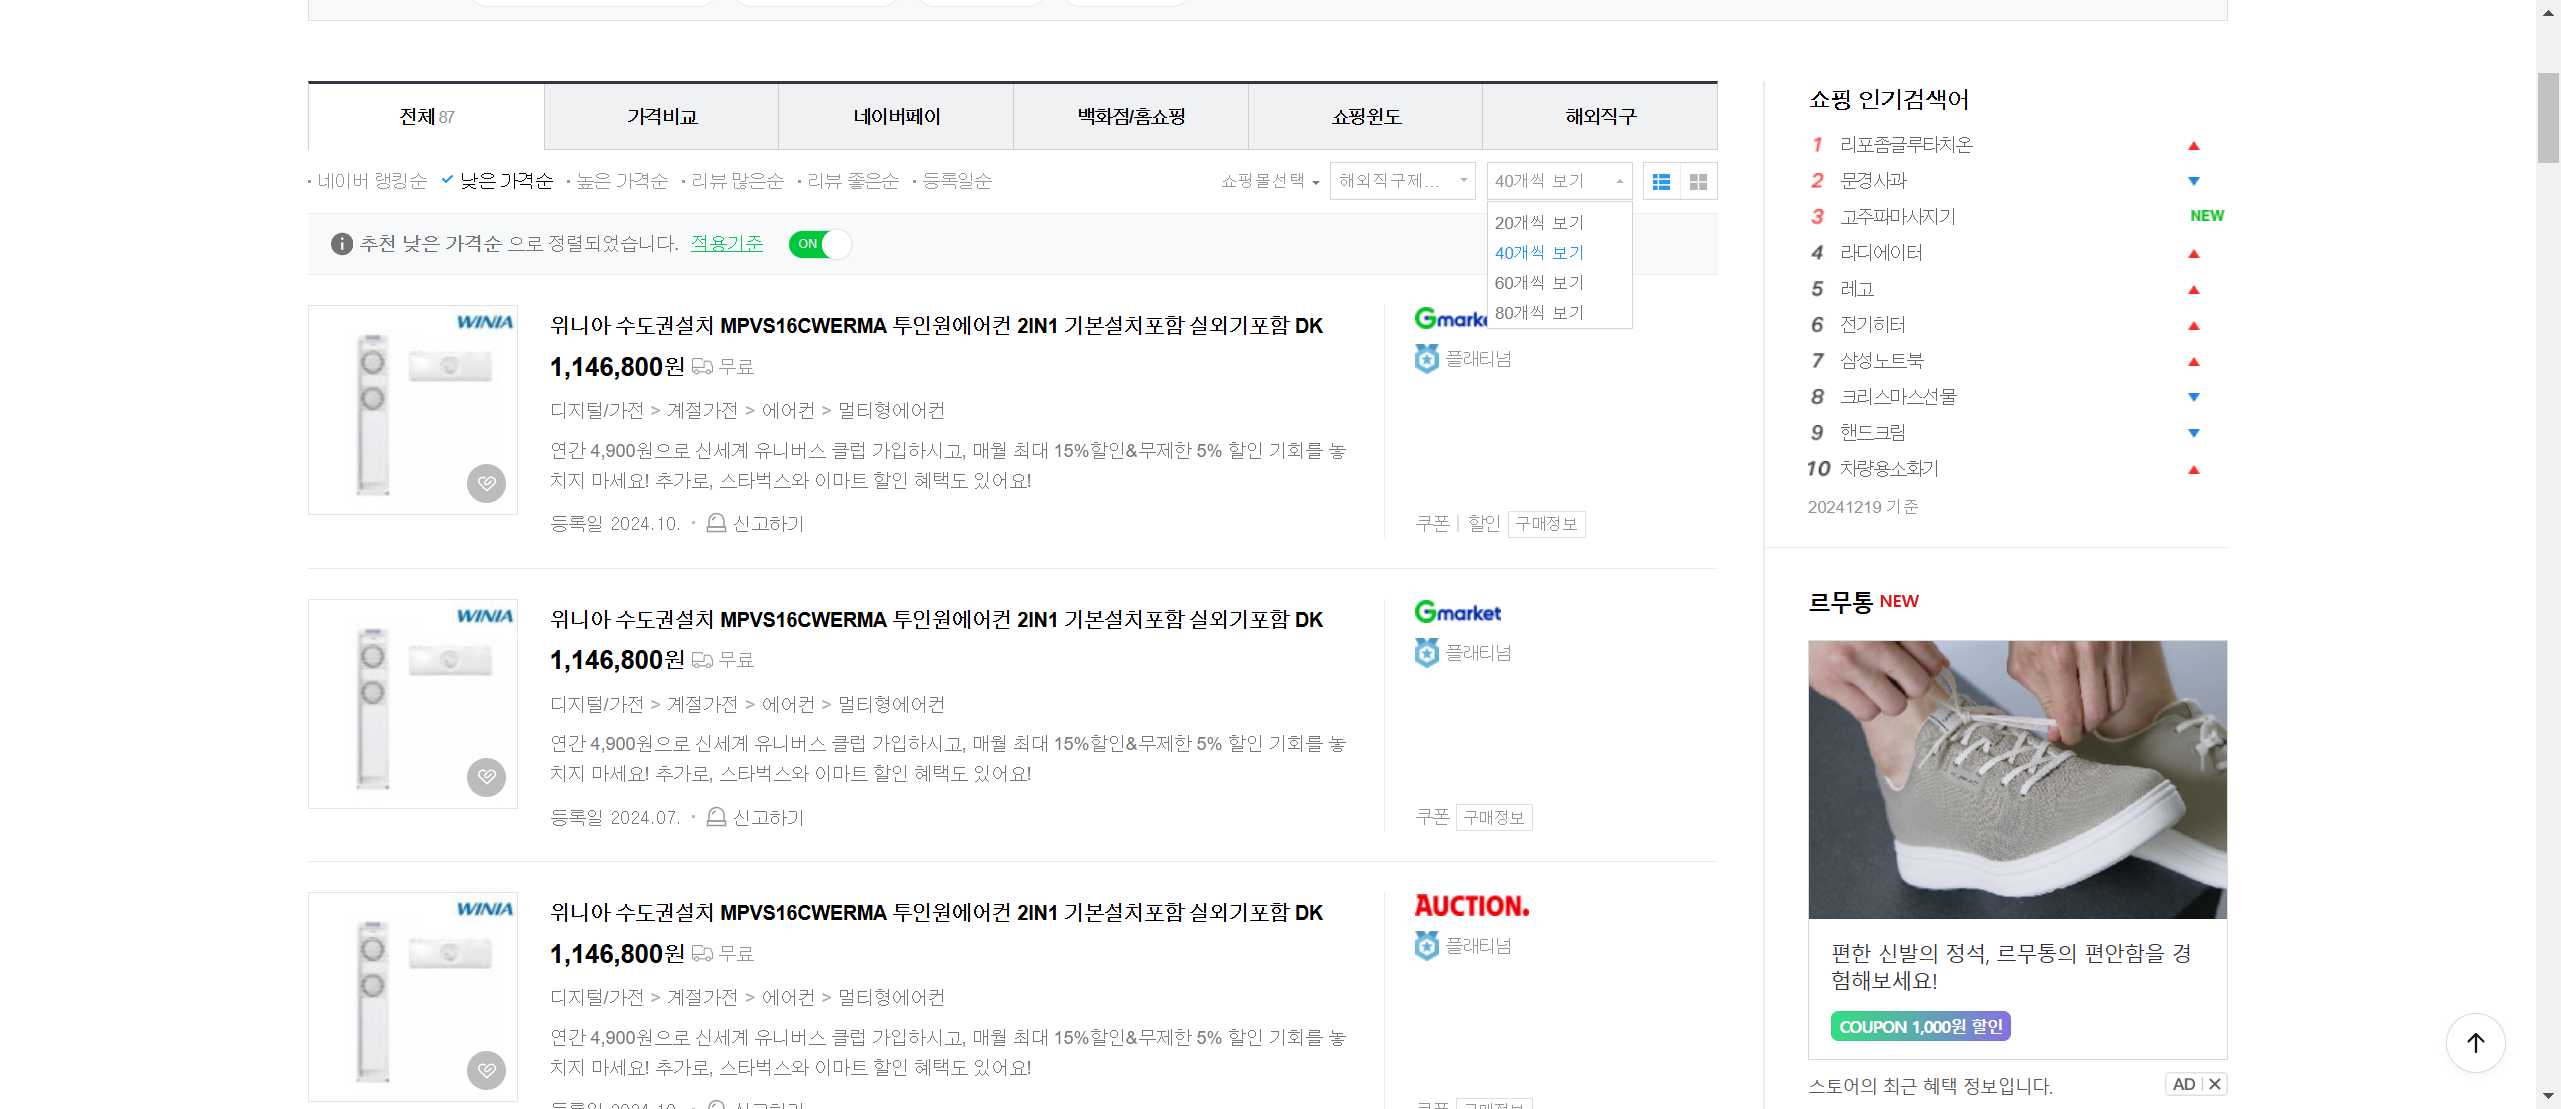 전체 87
가격비교
네이버페이
백화점/홈쇼핑
쇼핑윈도
해외직구
네이버 랭킹순
낮은 가격순
높은 가격순
리뷰 많은순
리뷰 좋은순
등록일순
쇼핑몰선택
해외직구제...
40개씩 보기
20개씩 보기
40개씩 보기
60개씩 보기
80개씩 보기
추천 낮은 가격순 으로 정렬되었습니다. 적용기준 ON
WINIA
위니아 수도권설치 MPVS16CWERMA 투인원에어컨 2IN1 기본설치포함 실외기포함 DK
1,146,800원 무료
디지털/가전 > 계절가전 > 에어컨 > 멀티형에어컨
연간 4,900원으로 신세계 유니버스 클럽 가입하시고, 매월 최대 15%할인&무제한 5% 할인 기회를 놓
치지 마세요! 추가로, 스타벅스와 이마트 할인 혜택도 있어요!
등록일 2024.10. · 신고하기
플래티넘
쿠폰 | 할인 구매정보
WINIA
위니아 수도권설치 MPVS16CWERMA 투인원에어컨 2IN1 기본설치포함 실외기포함 DK
1,146,800원 무료
디지털/가전 > 계절가전 > 에어컨 > 멀티형에어컨
연간 4,900원으로 신세계 유니버스 클럽 가입하시고, 매월 최대 15%할인&무제한 5% 할인 기회를 놓
치지 마세요! 추가로, 스타벅스와 이마트 할인 혜택도 있어요!
등록일 2024.07. · 신고하기
Gmarket
플래티넘
쿠폰 구매정보
WINIA
위니아 수도권설치 MPVS16CWERMA 투인원에어컨 2IN1 기본설치포함 실외기포함 DK
1,146,800원 무료
디지털/가전 > 계절가전 > 에어컨 > 멀티형에어컨
연간 4,900원으로 신세계 유니버스 클럽 가입하시고, 매월 최대 15%할인&무제한 5% 할인 기회를 놓
치지 마세요! 추가로, 스타벅스와 이마트 할인 혜택도 있어요!
AUCTION.
플래티넘
쇼핑 인기검색어
1 리포좀글루타치온
2 문경사과
3 고주파마사지기 NEW
4 라디에이터
5 레고
6 전기히터
7 삼성노트북
8 크리스마스선물
9 핸드크림
10 차량용소화기
20241219 기준
르무통 NEW
편한 신발의 정석, 르무통의 편안함을 경
험해보세요!
COUPON 1,000원 할인
스토어의 최근 혜택 정보입니다.
AD